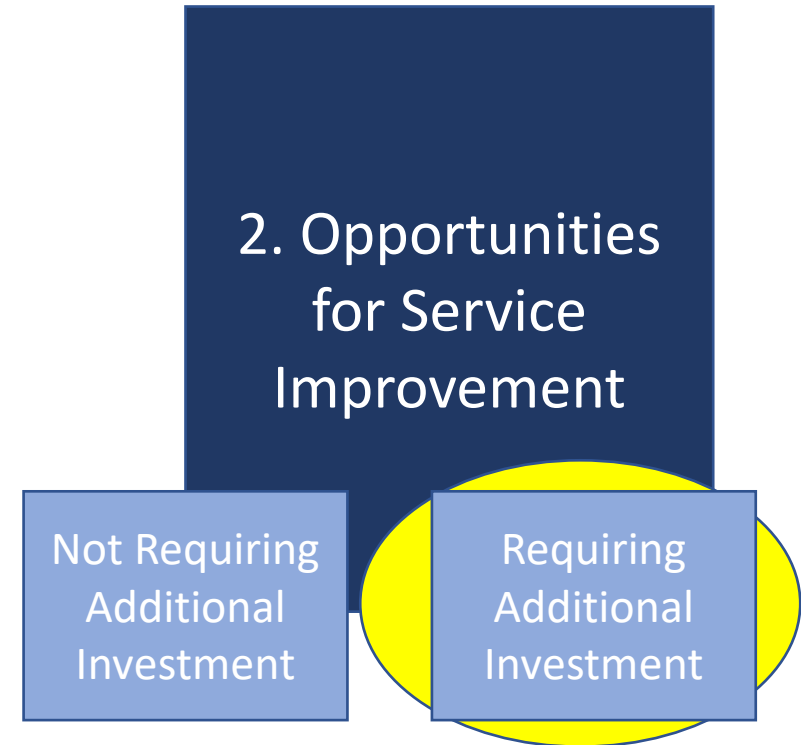 2. Opportunities
for Service
Improvement
Not Requiring
Additional
Investment
Requiring
Additional
Investment